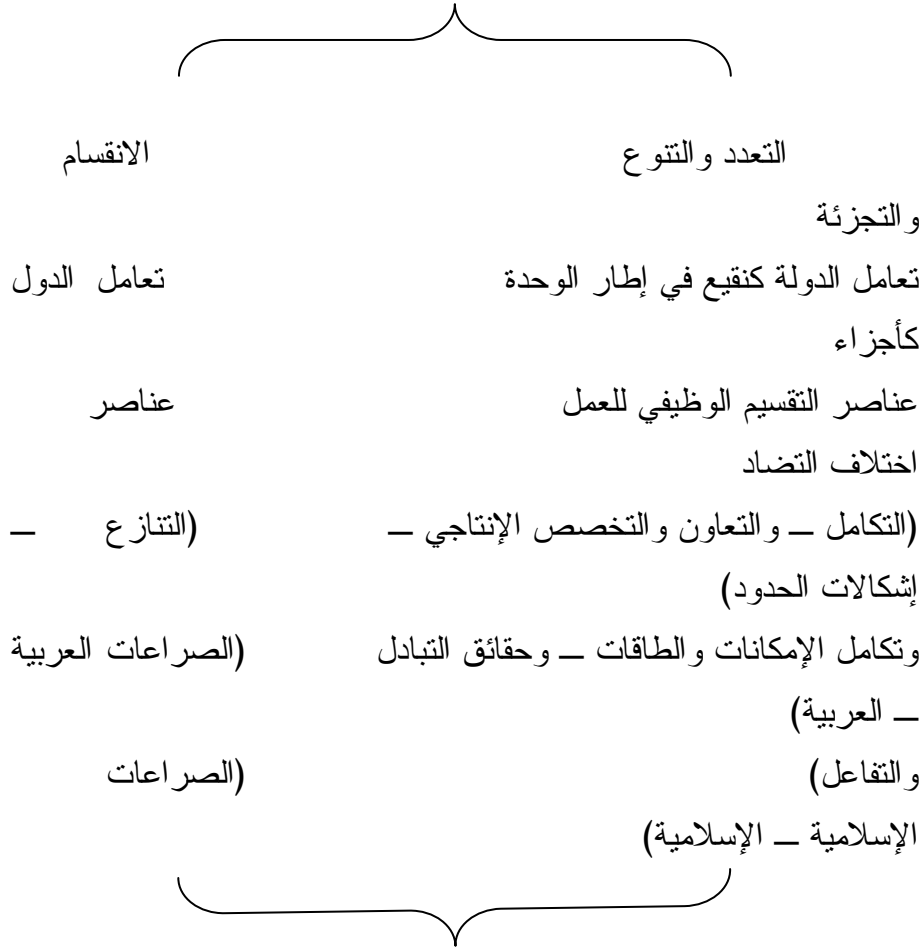 التعدد والتنوع الانقسام
والتجزئة
تعامل الدولة كنقيع في إطار الوحدة تعامل الدول
كأجزاء
عناصر التقسيم الوظيفي للعمل عناصر
اختلاف التضاد
(التكامل ــ والتعاون والتخصص الإنتاجي ــ (التنازع ــ
إشكالات الحدود)
وتكامل الإمكانات والطاقات ــ وحقائق التبادل (الصراعات العربية
ــ العربية)
والتفاعل) (الصراعات
الإسلامية ــ الإسلامية)